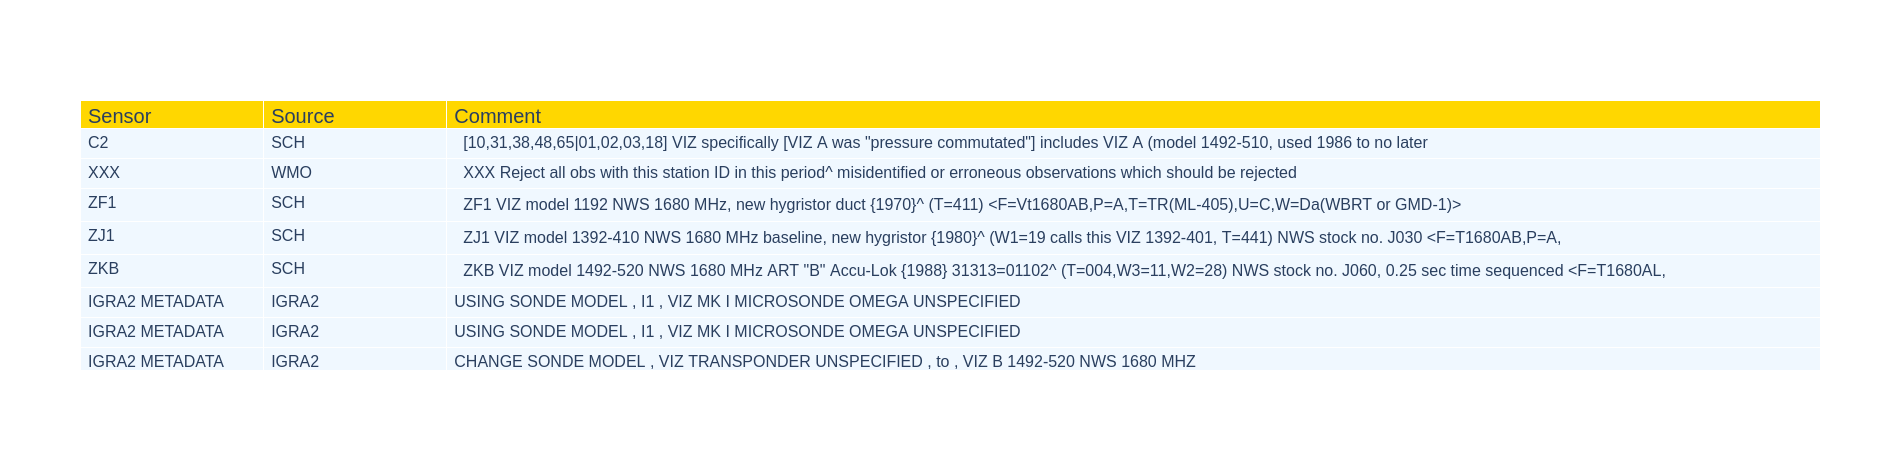 Sensor Source Comment
C2 SCH [10,31,38,48,65|01,02,03,18] VIZ specifically [VIZ A was "pressure commutated"] includes VIZ A (model 1492-510, used 1986 to no later
XXX WMO XXX Reject all obs with this station ID in this period^ misidentified or erroneous observations which should be rejected
ZF1 SCH ZF1 VIZ model 1192 NWS 1680 MHz, new hygristor duct {1970}^ (T=411) <F=Vt1680AB,P=A,T=TR(ML-405),U=C,W=Da(WBRT or GMD-1)>
ZJ1 SCH ZJ1 VIZ model 1392-410 NWS 1680 MHz baseline, new hygristor {1980}^ (W1=19 calls this VIZ 1392-401, T=441) NWS stock no. J030 <F=T1680AB,P=A,
ZKB SCH ZKB VIZ model 1492-520 NWS 1680 MHz ART "B" Accu-Lok {1988} 31313=01102^ (T=004,W3=11,W2=28) NWS stock no. J060, 0.25 sec time sequenced <F=T1680AL,
IGRA2 METADATA IGRA2 USING SONDE MODEL , I1 , VIZ MK I MICROSONDE OMEGA UNSPECIFIED
IGRA2 METADATA IGRA2 USING SONDE MODEL , I1 , VIZ MK I MICROSONDE OMEGA UNSPECIFIED
IGRA2 METADATA IGRA2 CHANGE SONDE MODEL , VIZ TRANSPONDER UNSPECIFIED , to , VIZ B 1492-520 NWS 1680 MHZ